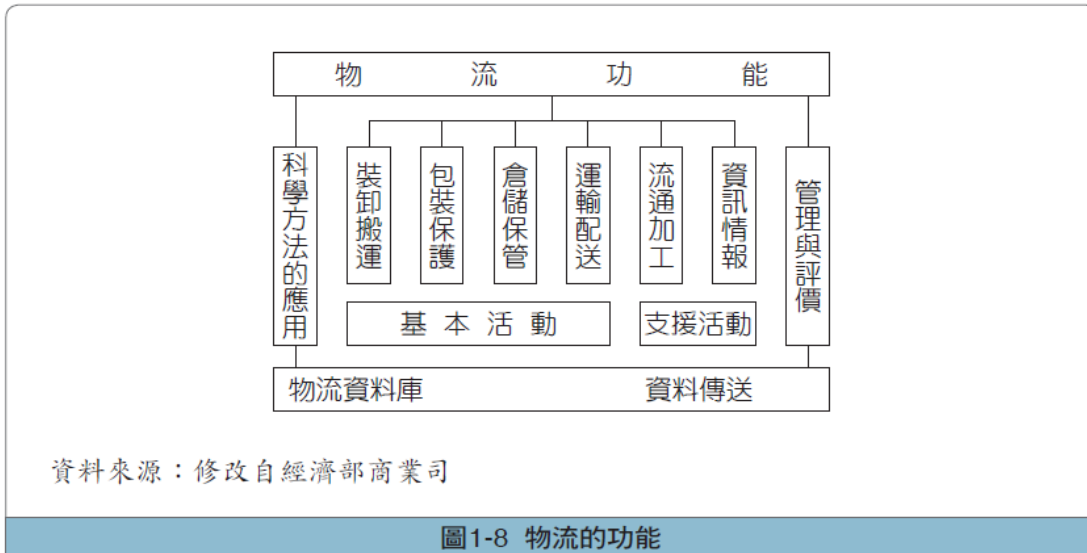 物流功能
科學方法的應用
裝卸搬運
包裝保護
倉儲保管
運輸配送
流通加工
資訊情報
管理與評價
基本活動
支援活動
物流資料庫 資料傳送
資料來源：修改自經濟部商業司
圖1-8 物流的功能